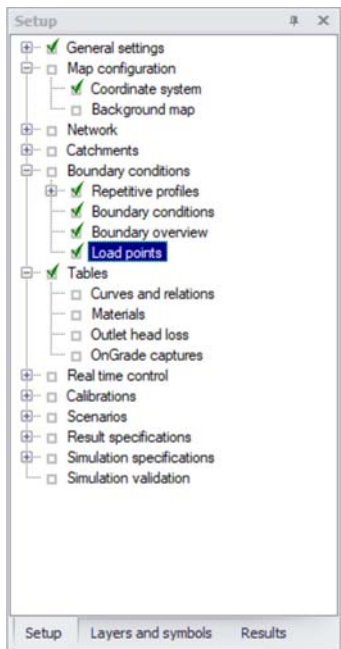 Setup
General settings
Map configuration
Coordinate system
Background map
Network
Catchments
Boundary conditions
Repetitive profiles
Boundary conditions
Boundary overview
Load points
Tables
Curves and relations
Materials
Outlet head loss
OnGrade captures
Real time control
Calibrations
Scenarios
Result specifications
Simulation specifications
Simulation validation
Setup Layers and symbols Results